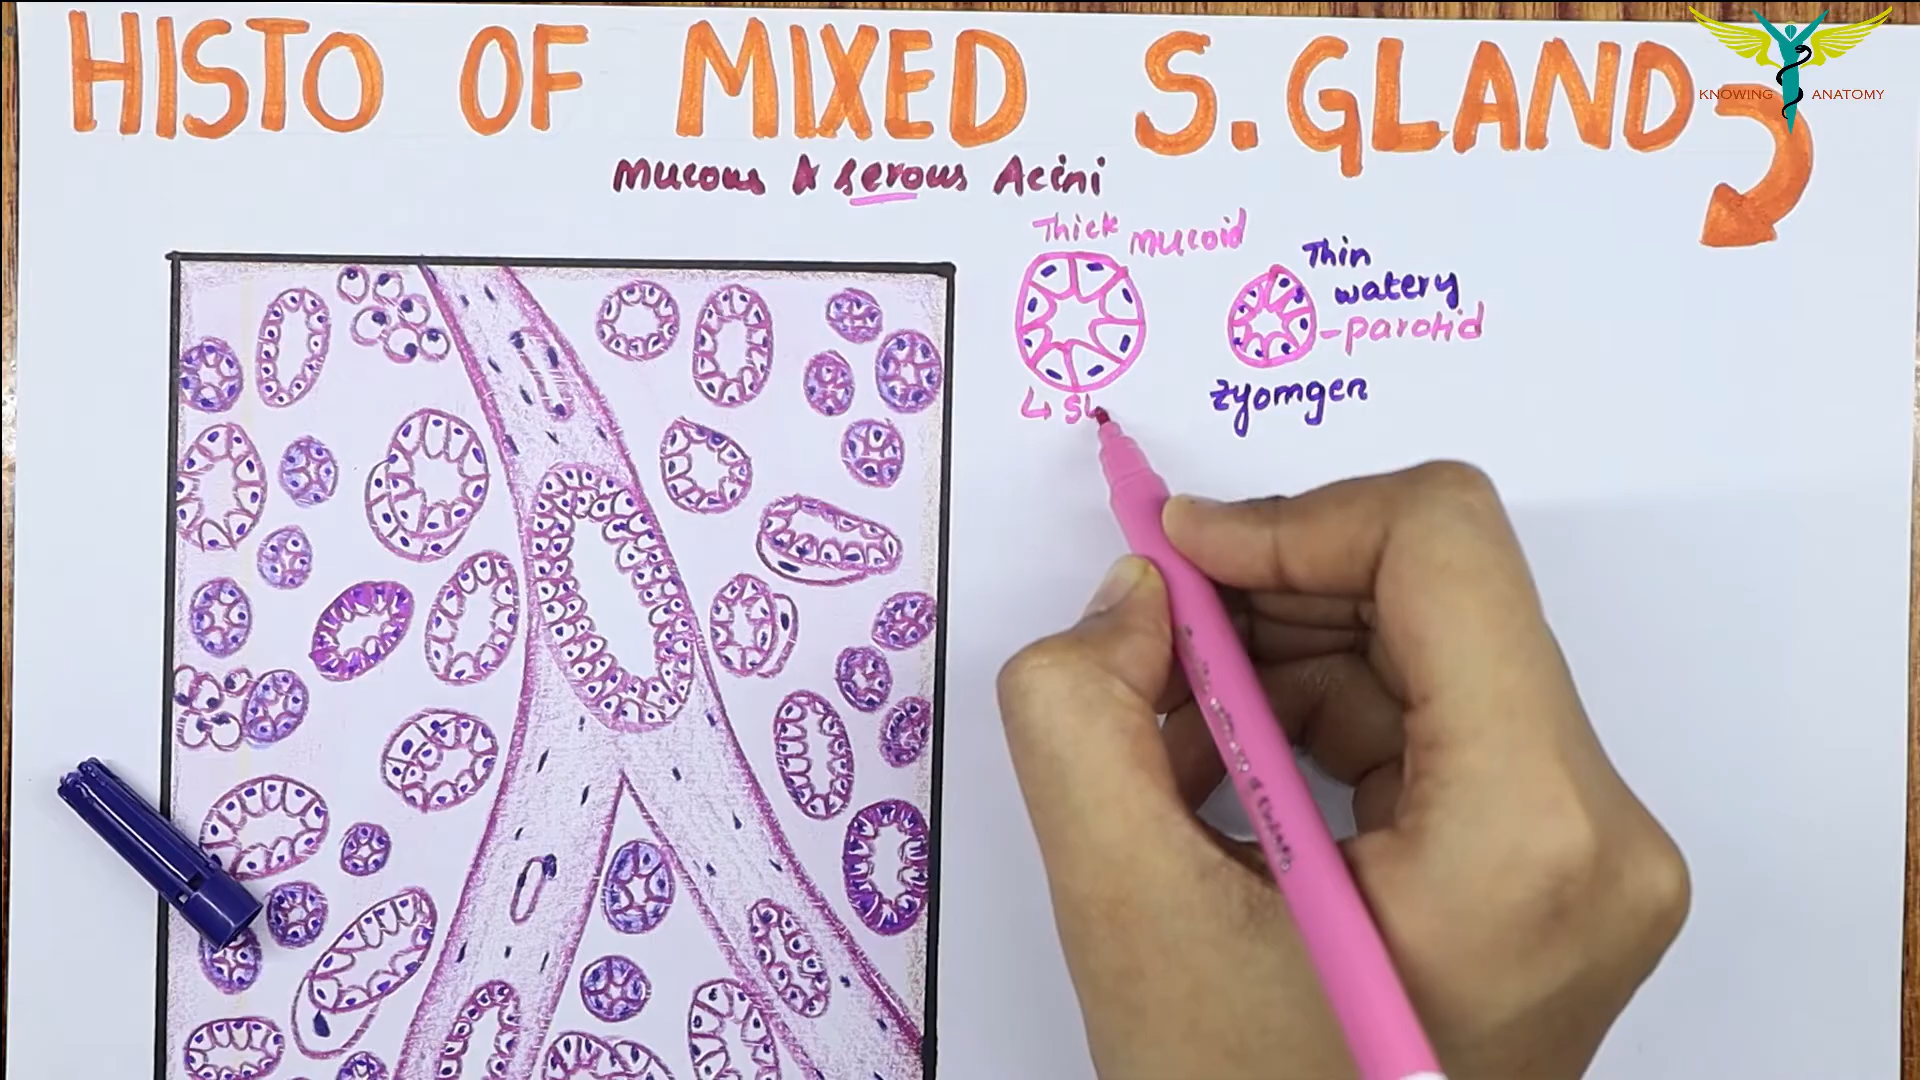 HISTO OF MIXED S. GLAND
KNOWING ANATOMY
mucous & serous Acini
Thick mucoid
Thin
watery
-parotid
zyomgen